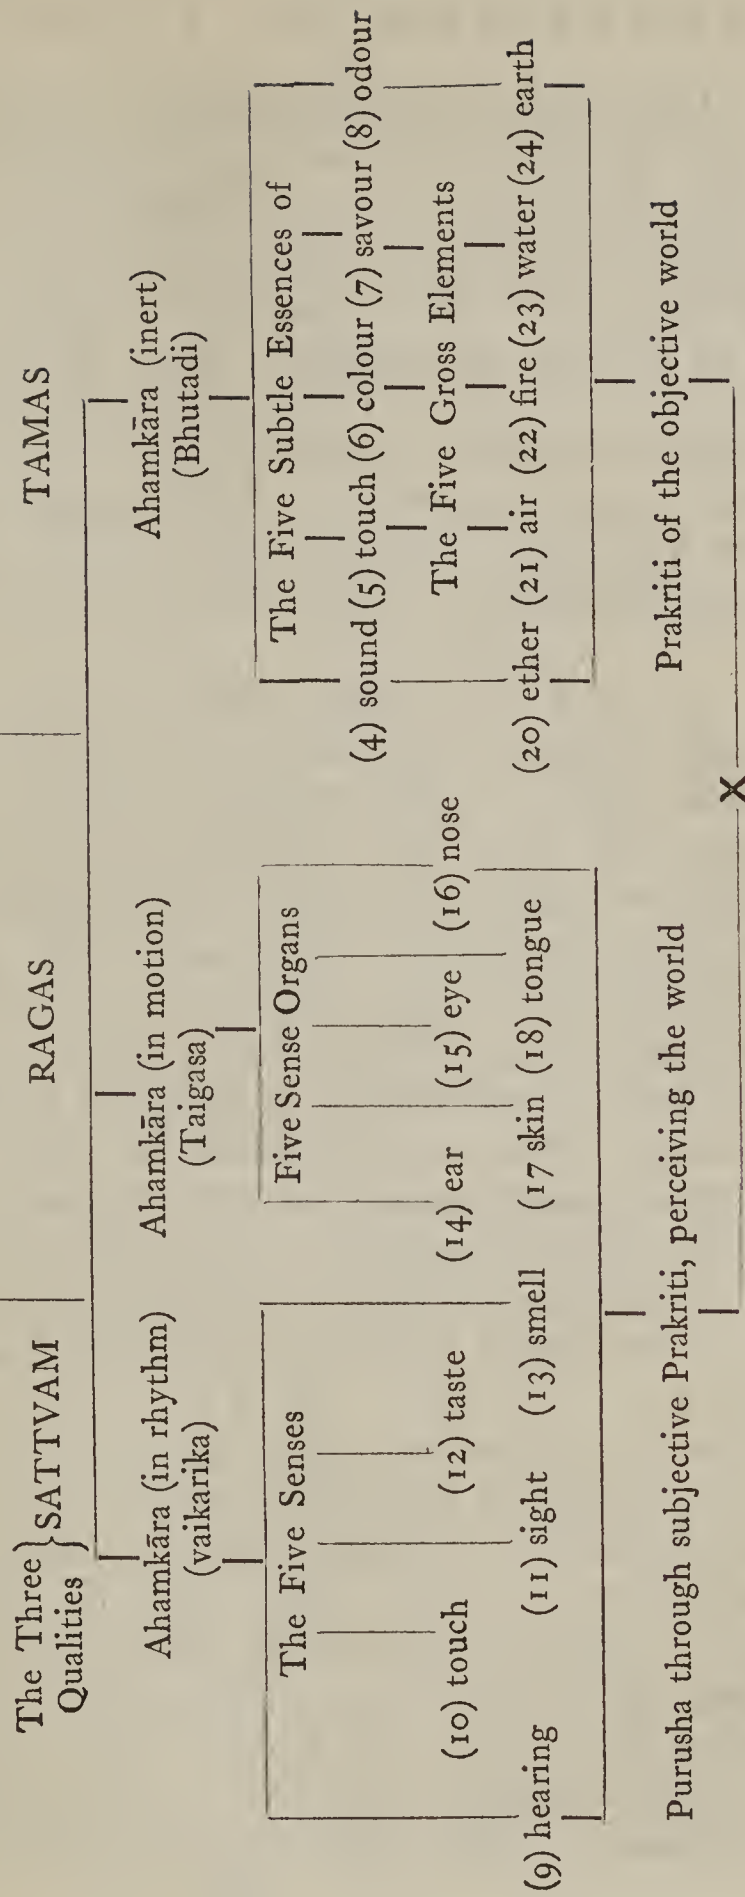 The Three
Qualities } SATTVAM
RAGAS
TAMAS
Ahamkāra (in rhythm)
(vaikarika)
Ahamkāra (in motion)
(Taigasa)
Ahamkāra (inert)
(Bhutadi)
The Five Senses
(10) touch
(12) taste
(9) hearing
(11) sight
(13) smell
Five Sense Organs
(14) ear
(15) eye
(16) nose
(17 skin
(18) tongue
The Five Subtle Essences of
(4) sound (5) touch (6) colour (7) savour (8) odour
The Five Gross Elements
(20) ether (21) air (22) fire (23) water (24) earth
Purusha through subjective Prakriti, perceiving the world
Prakriti of the objective world
X